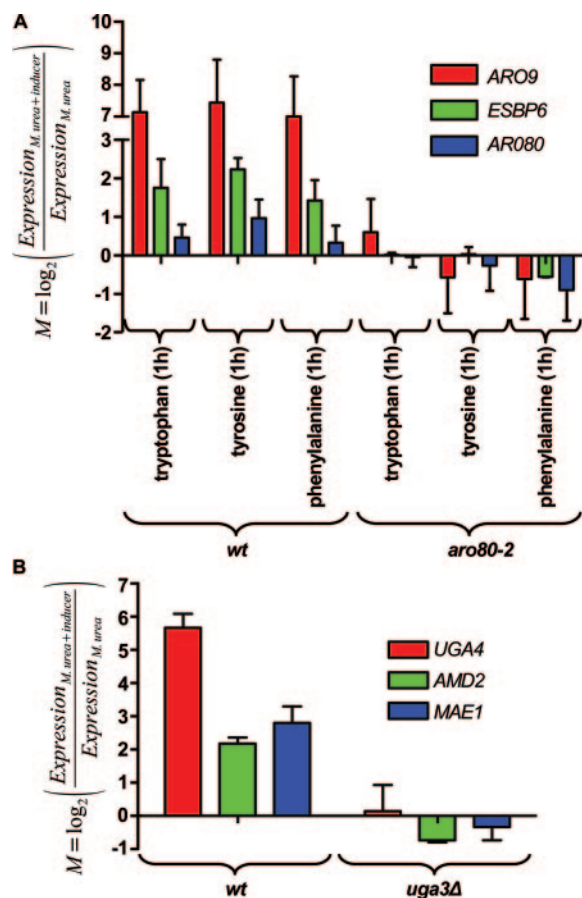 A
M = log2 ( Expression M. urea+inducer / Expression M. urea )
10
9
8
7
3
2
1
0
-1
-2
ARO9
ESBP6
AR080
tryptophan (1h)
tyrosine (1h)
phenylalanine (1h)
tryptophan (1h)
tyrosine (1h)
phenylalanine (1h)
wt
aro80-2
B
M = log2 ( Expression M. urea+inducer / Expression M. urea )
7
6
5
4
3
2
1
0
-1
UGA4
AMD2
MAE1
wt
uga3Δ